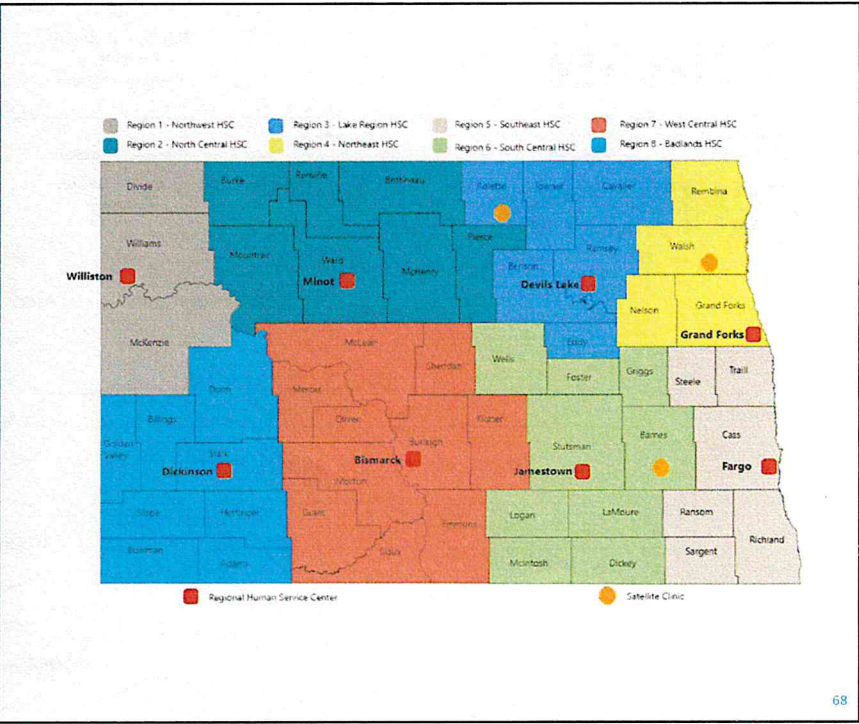 Region 1 - Northwest HSC
Region 3 - Lake Region HSC
Region 5 - Southeast HSC
Region 7 - West Central HSC
Region 2 - North Central HSC
Region 4 - Northeast HSC
Region 6 - South Central HSC
Region 8 - Badlands HSC
Divide
Burke
Renville
Bottineau
Rolette
Towner
Cavalier
Pembina
Williams
Mountrail
Ward
McHenry
Pierce
Benson
Ramsey
Walsh
Williston
Minot
Devils Lake
Nelson
Grand Forks
Grand Forks
McKenzie
McLean
Sheridan
Wells
Eddy
Foster
Griggs
Steele
Traill
Dunn
Mercer
Oliver
Burleigh
Kidder
Stutsman
Barnes
Cass
Golden
Valley
Billings
Stark
Dickinson
Bismarck
Morton
Jamestown
Fargo
Slope
Hettinger
Grant
Emmons
Logan
LaMoure
Ransom
Richland
Bowman
Adams
Sioux
McIntosh
Dickey
Sargent
Regional Human Service Center
Satellite Clinic
68